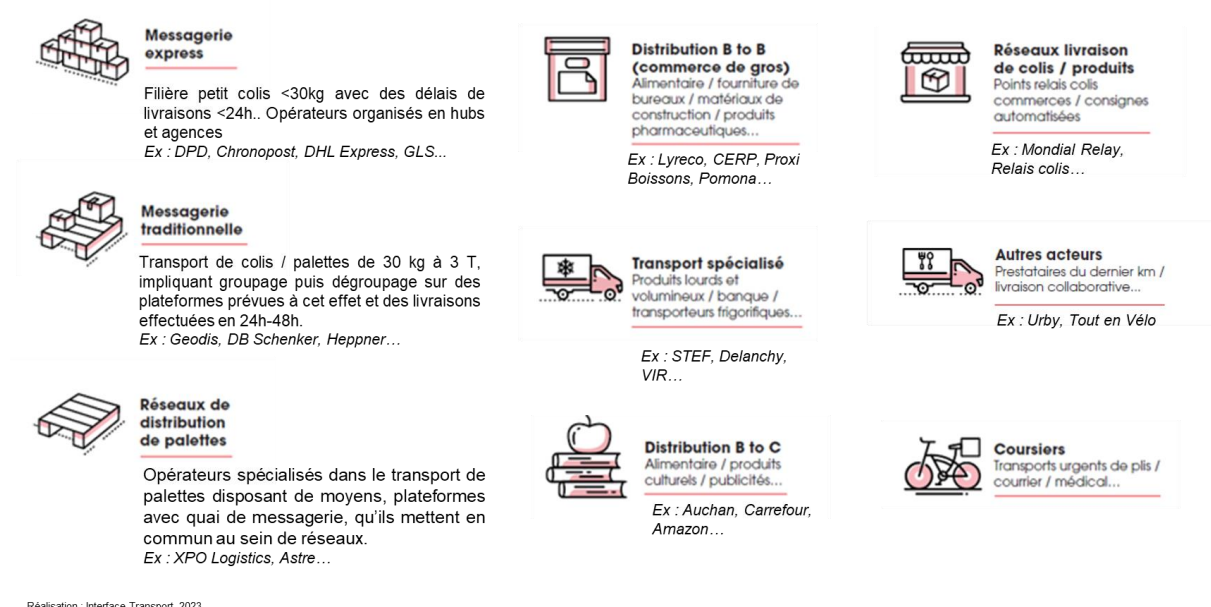 Messagerie
express
Filière petit colis <30kg avec des délais de
livraisons <24h.. Opérateurs organisés en hubs
et agences
Ex : DPD, Chronopost, DHL Express, GLS...
Messagerie
traditionnelle
Transport de colis / palettes de 30 kg à 3 T,
impliquant groupage puis dégroupage sur des
plateformes prévues à cet effet et des livraisons
effectuées en 24h-48h.
Ex : Geodis, DB Schenker, Heppner…
Réseaux de
distribution
de palettes
Opérateurs spécialisés dans le transport de
palettes disposant de moyens, plateformes
avec quai de messagerie, qu’ils mettent en
commun au sein de réseaux.
Ex : XPO Logistics, Astre…
Distribution B to B
(commerce de gros)
Alimentaire / fourniture de
bureaux / matériaux de
construction / produits
pharmaceutiques...
Ex : Lyreco, CERP, Proxi
Boissons, Pomona…
Transport spécialisé
Produits lourds et
volumineux / banque /
transporteurs frigorifiques...
Ex : STEF, Delanchy,
VIR…
Distribution B to C
Alimentaire / produits
culturels / publicités...
Ex : Auchan, Carrefour,
Amazon…
Réseaux livraison
de colis / produits
Points relais colis
commerces / consignes
automatisées
Ex : Mondial Relay,
Relais colis…
Autres acteurs
Prestataires du dernier km /
livraison collaborative...
Ex : Urby, Tout en Vélo
Coursiers
Transports urgents de plis /
courrier / médical...
Réalisation : Interface Transport, 2023